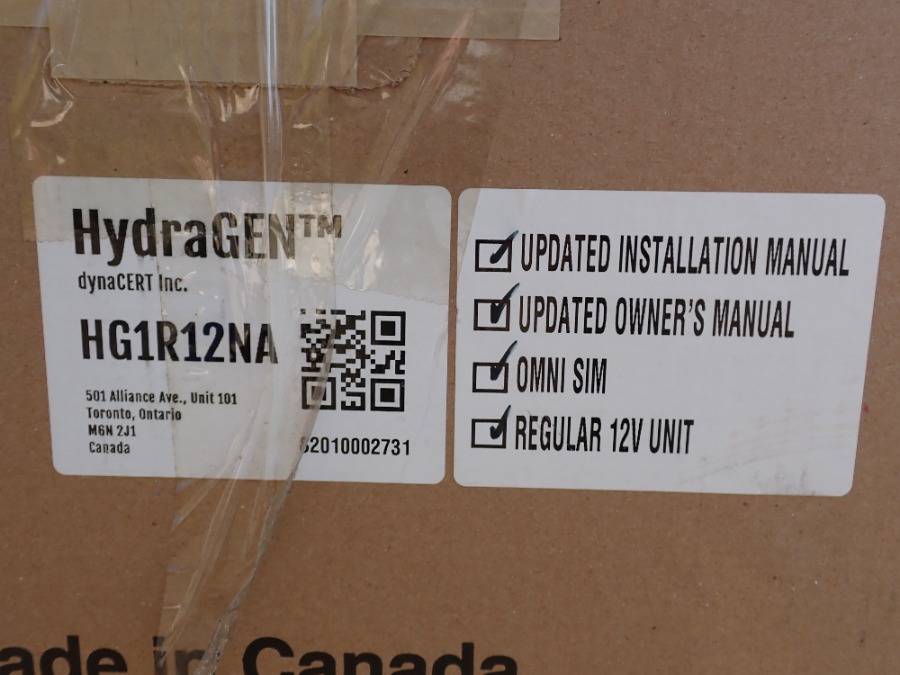 HydraGEN™
dynaCERT Inc.
HG1R12NA
501 Alliance Ave., Unit 101
Toronto, Ontario
M6N 2J1
Canada
UPDATED INSTALLATION MANUAL
UPDATED OWNER'S MANUAL
OMNI SIM
REGULAR 12V UNIT
in Canada